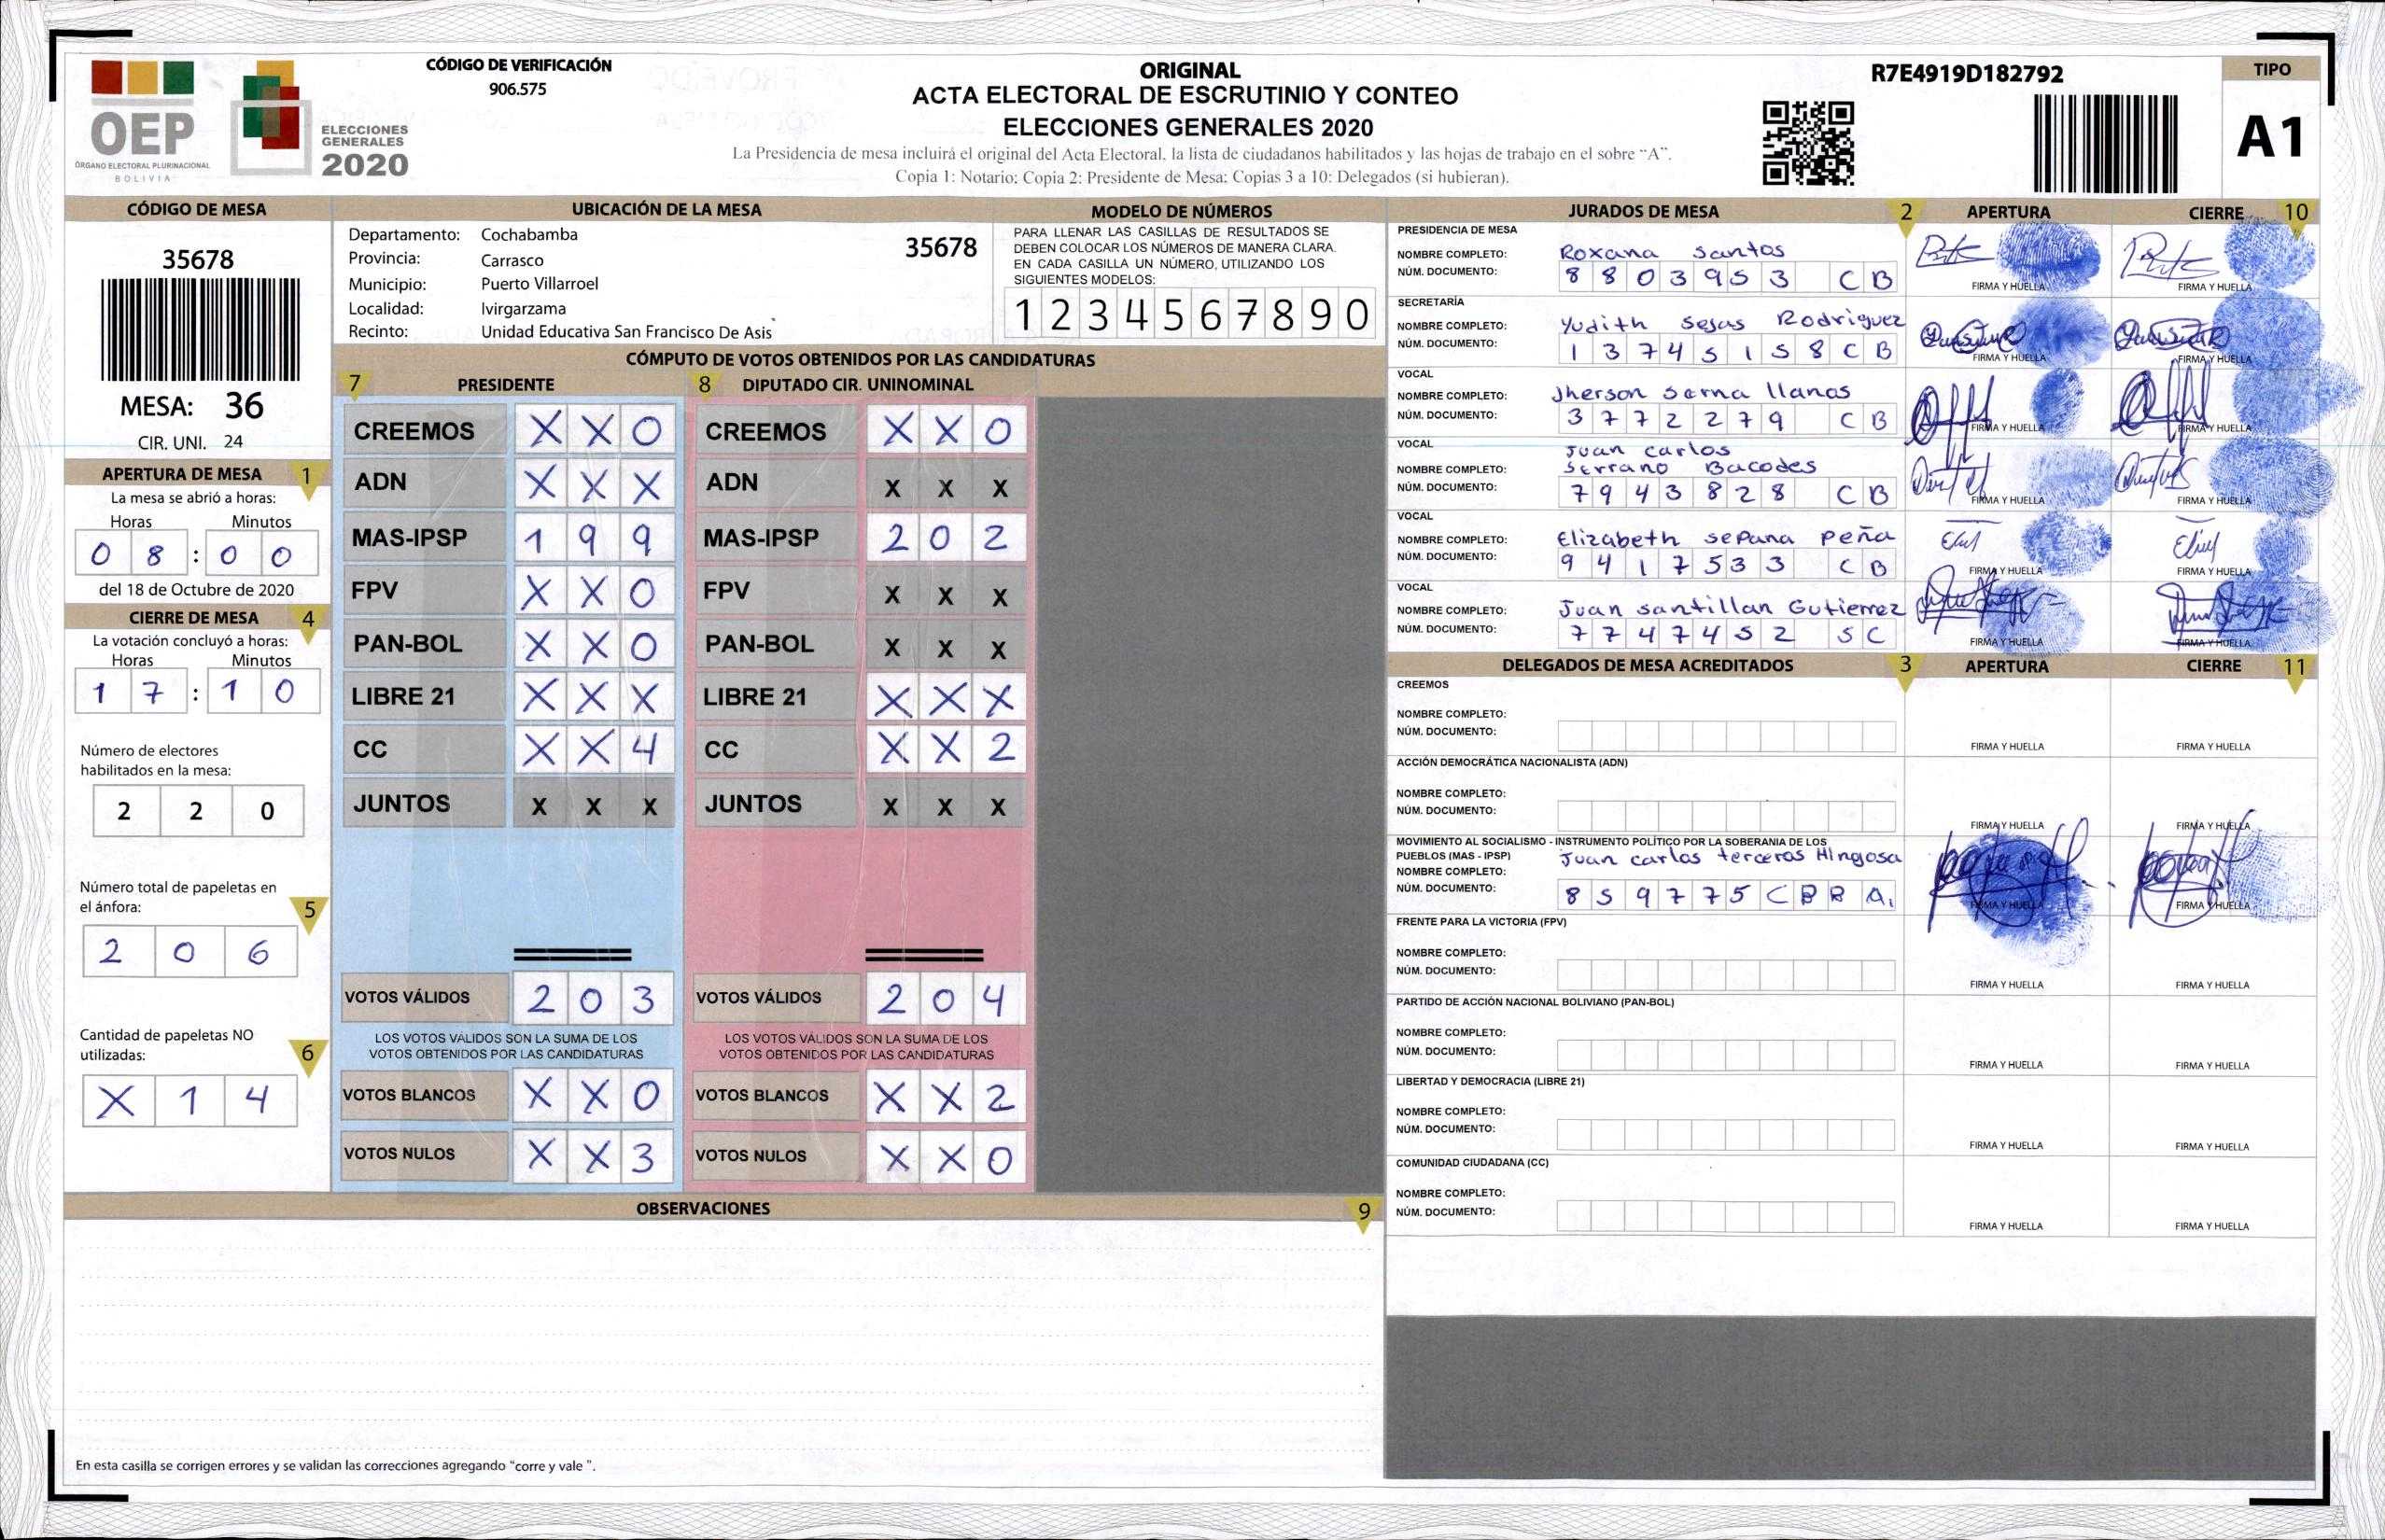 OEP
ÓRGANO ELECTORAL PLURINACIONAL
BOLIVIA
ELECCIONES
GENERALES
2020
CÓDIGO DE VERIFICACIÓN
906.575
ORIGINAL
ACTA ELECTORAL DE ESCRUTINIO Y CONTEO
ELECCIONES GENERALES 2020
La Presidencia de mesa incluirá el original del Acta Electoral, la lista de ciudadanos habilitados y las hojas de trabajo en el sobre "A".
Copia 1: Notario; Copia 2: Presidente de Mesa; Copias 3 a 10: Delegados (si hubieran).
R7E4919D182792
TIPO
A1
CÓDIGO DE MESA
35678
MESA: 36
CIR. UNI. 24
APERTURA DE MESA 1
La mesa se abrió a horas:
Horas Minutos
0 8 : 0 0
del 18 de Octubre de 2020
CIERRE DE MESA 4
La votación concluyó a horas:
Horas Minutos
1 7 : 1 0
Número de electores
habilitados en la mesa:
2 2 0
Número total de papeletas en
el ánfora: 5
2 0 6
Cantidad de papeletas NO
utilizadas: 6
X 1 4
UBICACIÓN DE LA MESA
Departamento: Cochabamba
35678
Provincia: Carrasco
Municipio: Puerto Villarroel
Localidad: Ivirgarzama
Recinto: Unidad Educativa San Francisco De Asis
MODELO DE NÚMEROS
PARA LLENAR LAS CASILLAS DE RESULTADOS SE
DEBEN COLOCAR LOS NÚMEROS DE MANERA CLARA.
EN CADA CASILLA UN NÚMERO, UTILIZANDO LOS
SIGUIENTES MODELOS:
1 2 3 4 5 6 7 8 9 0
CÓMPUTO DE VOTOS OBTENIDOS POR LAS CANDIDATURAS
7 PRESIDENTE
CREEMOS X X 0
ADN X X X
MAS-IPSP 1 9 9
FPV X X 0
PAN-BOL X X 0
LIBRE 21 X X X
CC X X 4
JUNTOS X X X
VOTOS VÁLIDOS 2 0 3
LOS VOTOS VÁLIDOS SON LA SUMA DE LOS
VOTOS OBTENIDOS POR LAS CANDIDATURAS
VOTOS BLANCOS X X 0
VOTOS NULOS X X 3
8 DIPUTADO CIR. UNINOMINAL
CREEMOS X X 0
ADN X X X
MAS-IPSP 2 0 2
FPV X X X
PAN-BOL X X X
LIBRE 21 X X X
CC X X 2
JUNTOS X X X
VOTOS VÁLIDOS 2 0 4
LOS VOTOS VÁLIDOS SON LA SUMA DE LOS
VOTOS OBTENIDOS POR LAS CANDIDATURAS
VOTOS BLANCOS X X 2
VOTOS NULOS X X 0
OBSERVACIONES 9
En esta casilla se corrigen errores y se validan las correcciones agregando "corre y vale ".
JURADOS DE MESA 2 APERTURA CIERRE 10
PRESIDENCIA DE MESA
NOMBRE COMPLETO: Roxana Santos
NÚM. DOCUMENTO: 8 8 0 3 9 5 3 C B
FIRMA Y HUELLA FIRMA Y HUELLA
SECRETARÍA
NOMBRE COMPLETO: Yudith Sejas Rodriguez
NÚM. DOCUMENTO: 1 3 7 4 5 1 5 8 C B
FIRMA Y HUELLA FIRMA Y HUELLA
VOCAL
NOMBRE COMPLETO: Jherson Serna llanos
NÚM. DOCUMENTO: 3 7 7 2 2 7 9 C B
FIRMA Y HUELLA FIRMA Y HUELLA
VOCAL
Juan carlos
NOMBRE COMPLETO: Serrano Bacodes
NÚM. DOCUMENTO: 7 9 4 3 8 2 8 C B
FIRMA Y HUELLA FIRMA Y HUELLA
VOCAL
NOMBRE COMPLETO: Elizabeth sepana peña
NÚM. DOCUMENTO: 9 4 1 7 5 3 3 C B
FIRMA Y HUELLA FIRMA Y HUELLA
VOCAL
NOMBRE COMPLETO: Juan santillan Gutierrez
NÚM. DOCUMENTO: 7 7 4 7 4 5 2 S C
FIRMA Y HUELLA FIRMA Y HUELLA
DELEGADOS DE MESA ACREDITADOS 3 APERTURA CIERRE 11
CREEMOS
NOMBRE COMPLETO:
NÚM. DOCUMENTO:
FIRMA Y HUELLA FIRMA Y HUELLA
ACCIÓN DEMOCRÁTICA NACIONALISTA (ADN)
NOMBRE COMPLETO:
NÚM. DOCUMENTO:
FIRMA Y HUELLA FIRMA Y HUELLA
MOVIMIENTO AL SOCIALISMO - INSTRUMENTO POLÍTICO POR LA SOBERANIA DE LOS
PUEBLOS (MAS - IPSP) Juan carlos terceros Hingosa
NOMBRE COMPLETO:
NÚM. DOCUMENTO: 8 5 9 7 7 5 C B B A.
FIRMA Y HUELLA FIRMA Y HUELLA
FRENTE PARA LA VICTORIA (FPV)
NOMBRE COMPLETO:
NÚM. DOCUMENTO:
FIRMA Y HUELLA FIRMA Y HUELLA
PARTIDO DE ACCIÓN NACIONAL BOLIVIANO (PAN-BOL)
NOMBRE COMPLETO:
NÚM. DOCUMENTO:
FIRMA Y HUELLA FIRMA Y HUELLA
LIBERTAD Y DEMOCRACIA (LIBRE 21)
NOMBRE COMPLETO:
NÚM. DOCUMENTO:
FIRMA Y HUELLA FIRMA Y HUELLA
COMUNIDAD CIUDADANA (CC)
NOMBRE COMPLETO:
NÚM. DOCUMENTO:
FIRMA Y HUELLA FIRMA Y HUELLA